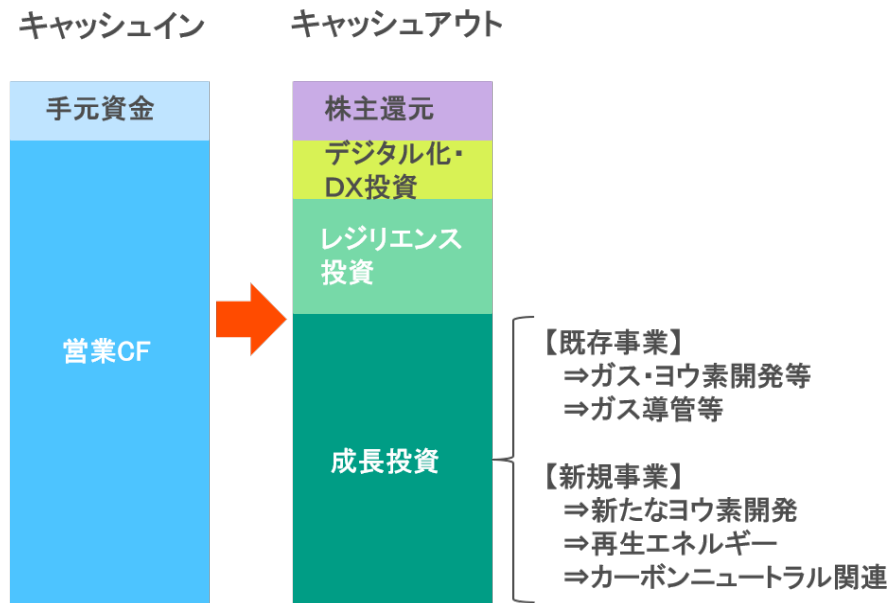 キャッシュイン
キャッシュアウト
手元資金
営業CF
株主還元
デジタル化・
DX投資
レジリエンス
投資
成長投資
【既存事業】
⇒ガス・ヨウ素開発等
⇒ガス導管等
【新規事業】
⇒新たなヨウ素開発
⇒再生エネルギー
⇒カーボンニュートラル関連